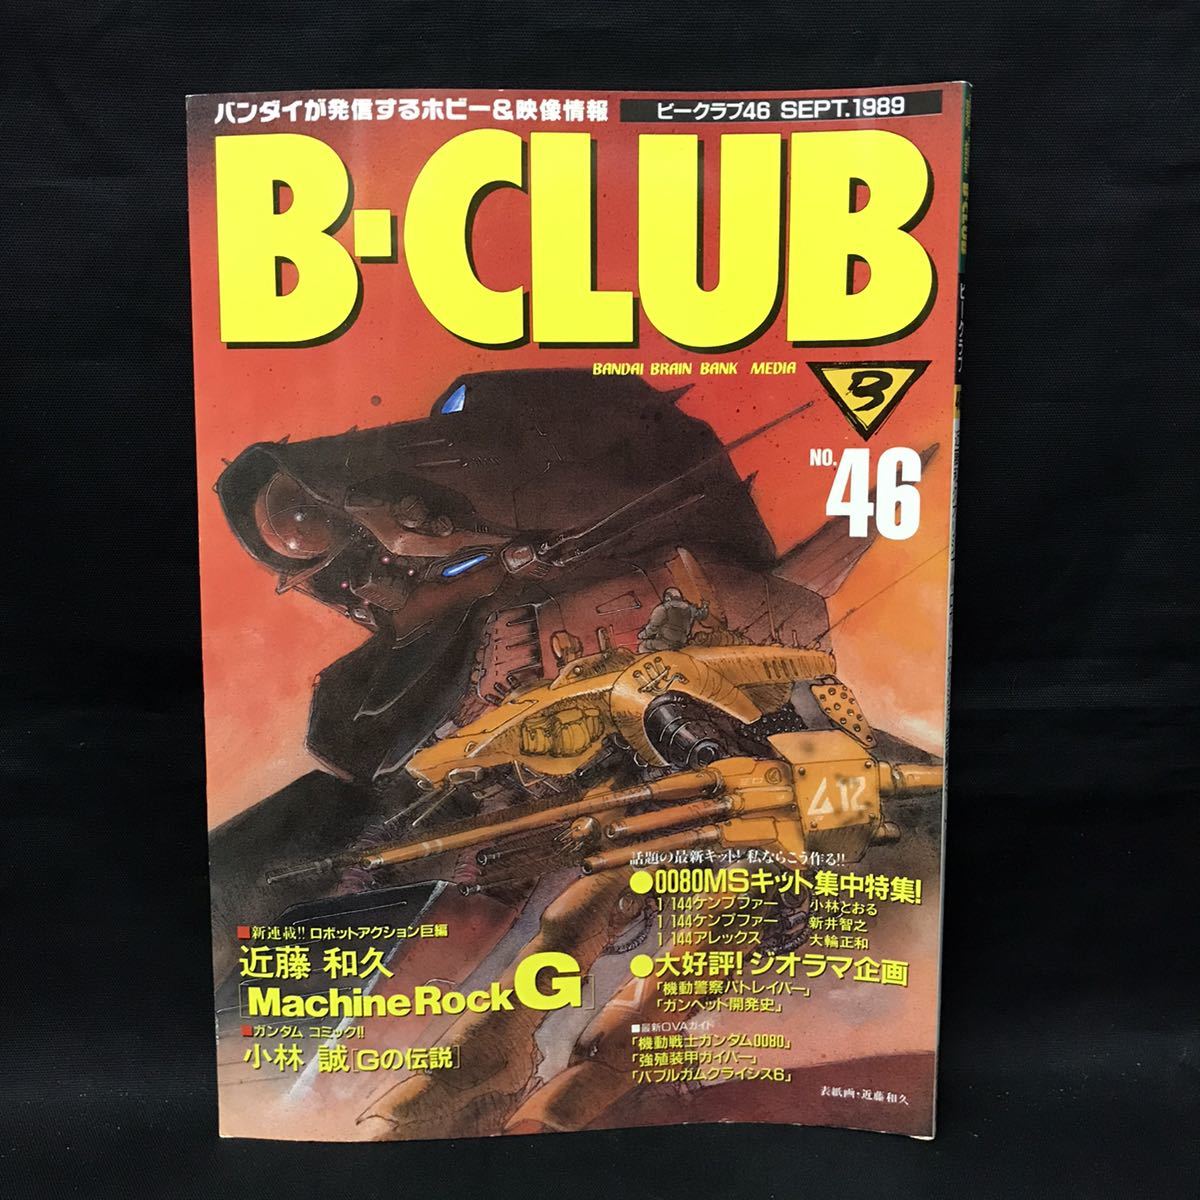 バンダイが発信するホビー&映像情報
ビークラブ46 SEPT.1989
B-CLUB
BANDAI BRAIN BANK MEDIA
B
NO.46
412
話題の最新キット! 私ならこう作る!!
●0080MSキット集中特集!
1/144ケンプファー 小林とおる
1/144ケンプファー 新井智之
1/144アレックス 大輪正和
●大好評!ジオラマ企画
「機動警察パトレイバー」
「ガンヘッド開発史」
■最新OVAガイド
「機動戦士ガンダム0080」
「強殖装甲ガイバー」
「バブルガムクライシス6」
■新連載!! ロボットアクション巨編
近藤 和久
[Machine Rock G]
■ガンダム コミック!!
小林 誠[Gの伝説]
表紙画・近藤和久